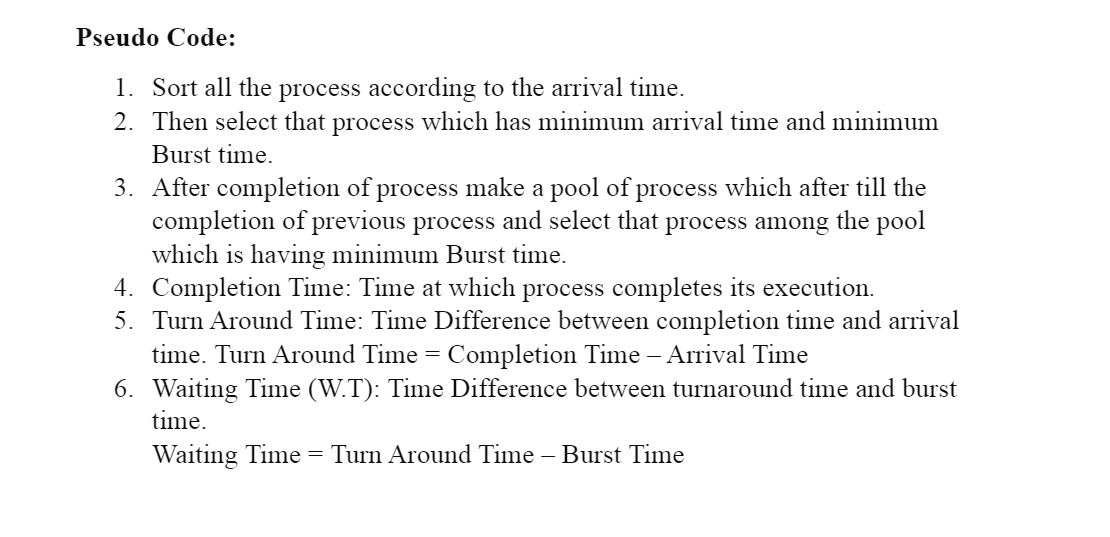 Pseudo Code:
1. Sort all the process according to the arrival time.
2. Then select that process which has minimum arrival time and minimum
Burst time.
3. After completion of process make a pool of process which after till the
completion of previous process and select that process among the pool
which is having minimum Burst time.
4. Completion Time: Time at which process completes its execution.
5. Turn Around Time: Time Difference between completion time and arrival
time. Turn Around Time = Completion Time – Arrival Time
6. Waiting Time (W.T): Time Difference between turnaround time and burst
time.
Waiting Time = Turn Around Time – Burst Time